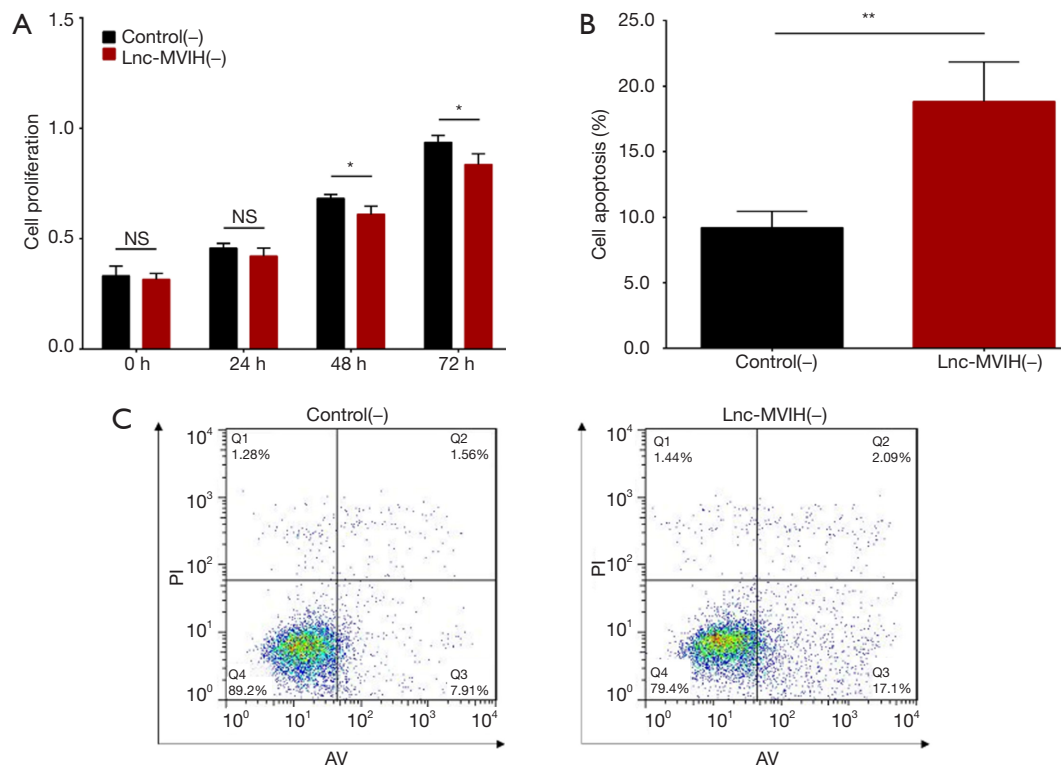 A
1.5
Control(−)
Lnc-MVIH(−)
1.0
0.5
0.0
Cell proliferation
NS
NS
*
*
0 h
24 h
48 h
72 h
B
**
25.0
20.0
15.0
10.0
5.0
0.0
Cell apoptosis (%)
Control(−)
Lnc-MVIH(−)
C
Control(−)
10⁴
10³
10²
10¹
10⁰
PI
Q1
1.28%
Q2
1.56%
Q4
89.2%
Q3
7.91%
10⁰ 10¹ 10² 10³ 10⁴
AV
Lnc-MVIH(−)
10⁴
10³
10²
10¹
10⁰
PI
Q1
1.44%
Q2
2.09%
Q4
79.4%
Q3
17.1%
10⁰ 10¹ 10² 10³ 10⁴
AV